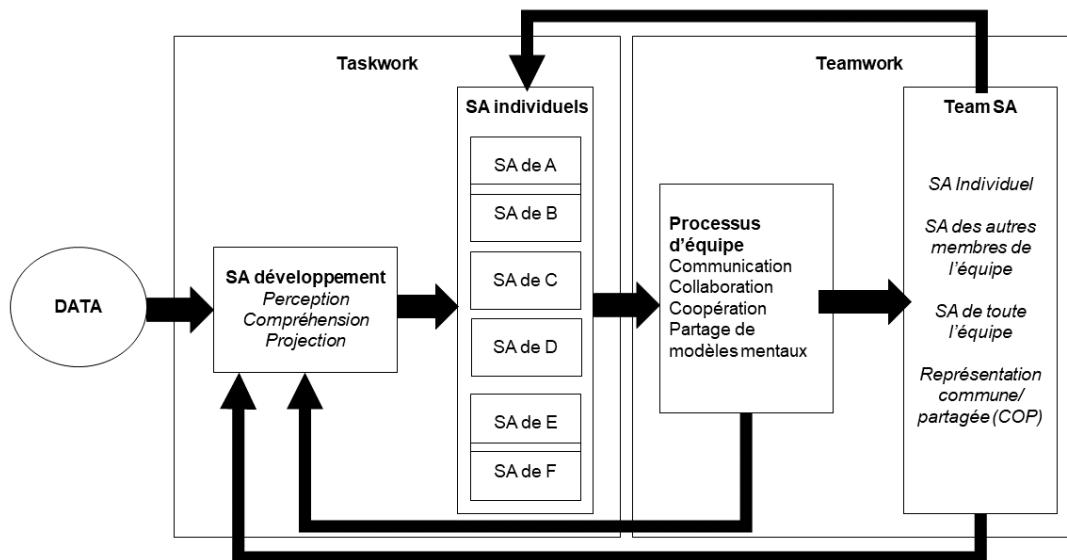 Taskwork
Teamwork
DATA
SA développement
Perception
Compréhension
Projection
SA individuels
SA de A
SA de B
SA de C
SA de D
SA de E
SA de F
Processus
d'équipe
Communication
Collaboration
Coopération
Partage de
modèles mentaux
Team SA
SA Individuel
SA des autres
membres de
l'équipe
SA de toute
l'équipe
Représentation
commune/
partagée (COP)